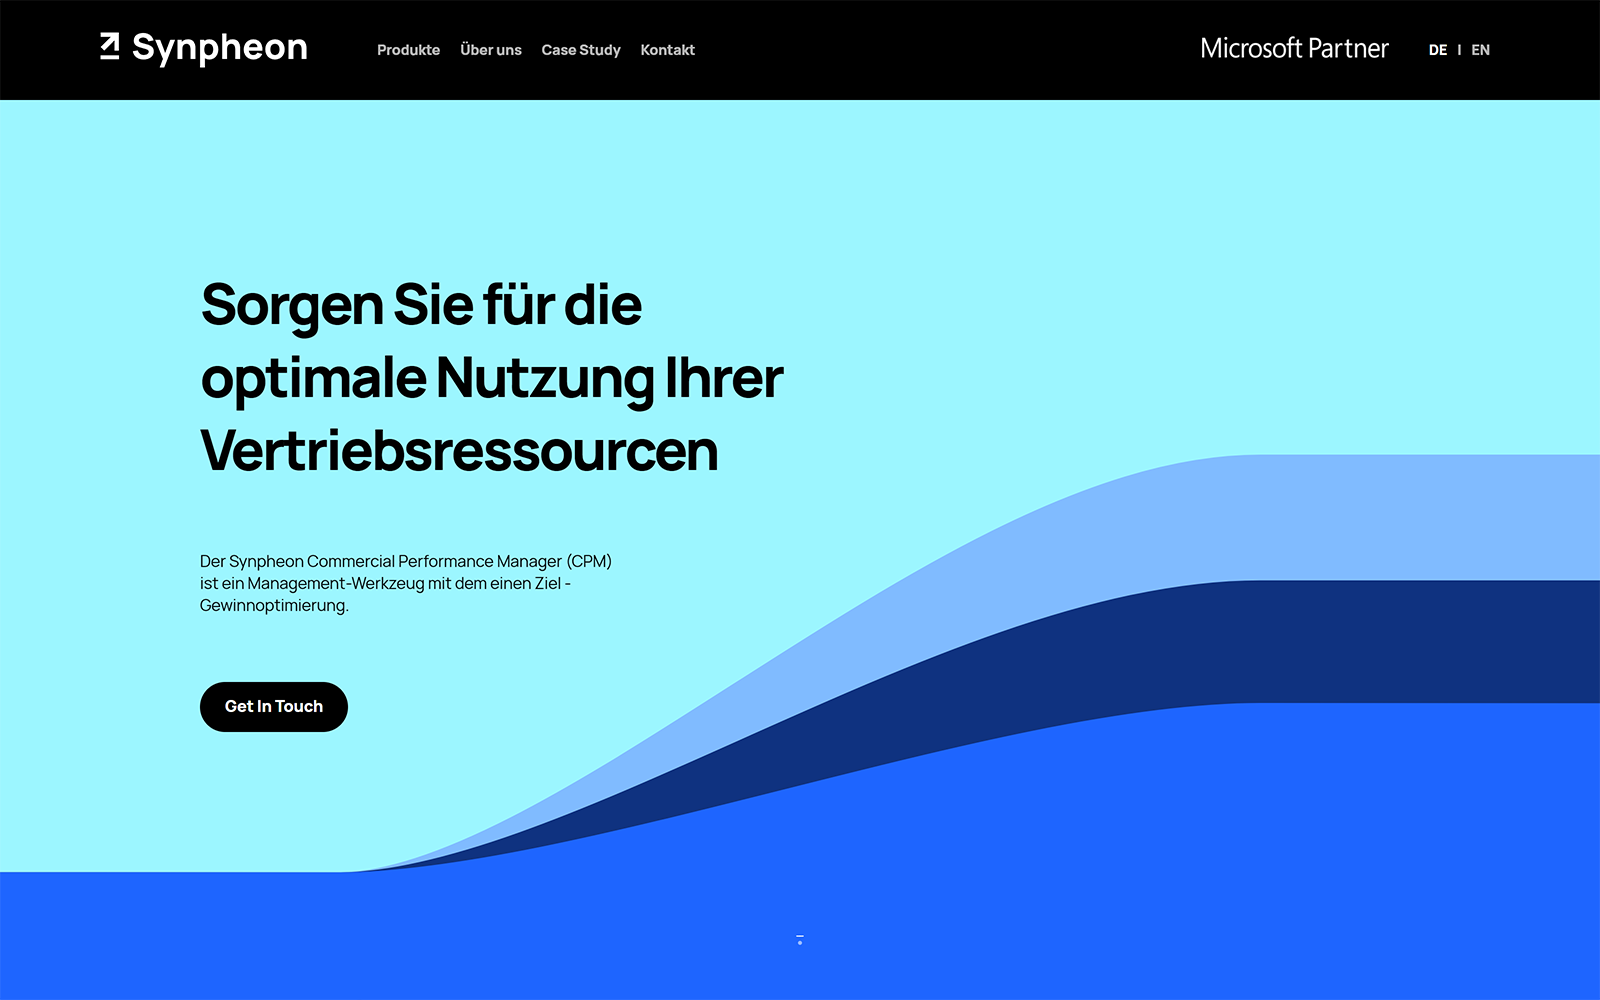 Synpheon
Produkte Über uns Case Study Kontakt
Microsoft Partner
DE I EN
Sorgen Sie für die
optimale Nutzung Ihrer
Vertriebsressourcen
Der Synpheon Commercial Performance Manager (CPM)
ist ein Management-Werkzeug mit dem einen Ziel -
Gewinnoptimierung.
Get In Touch